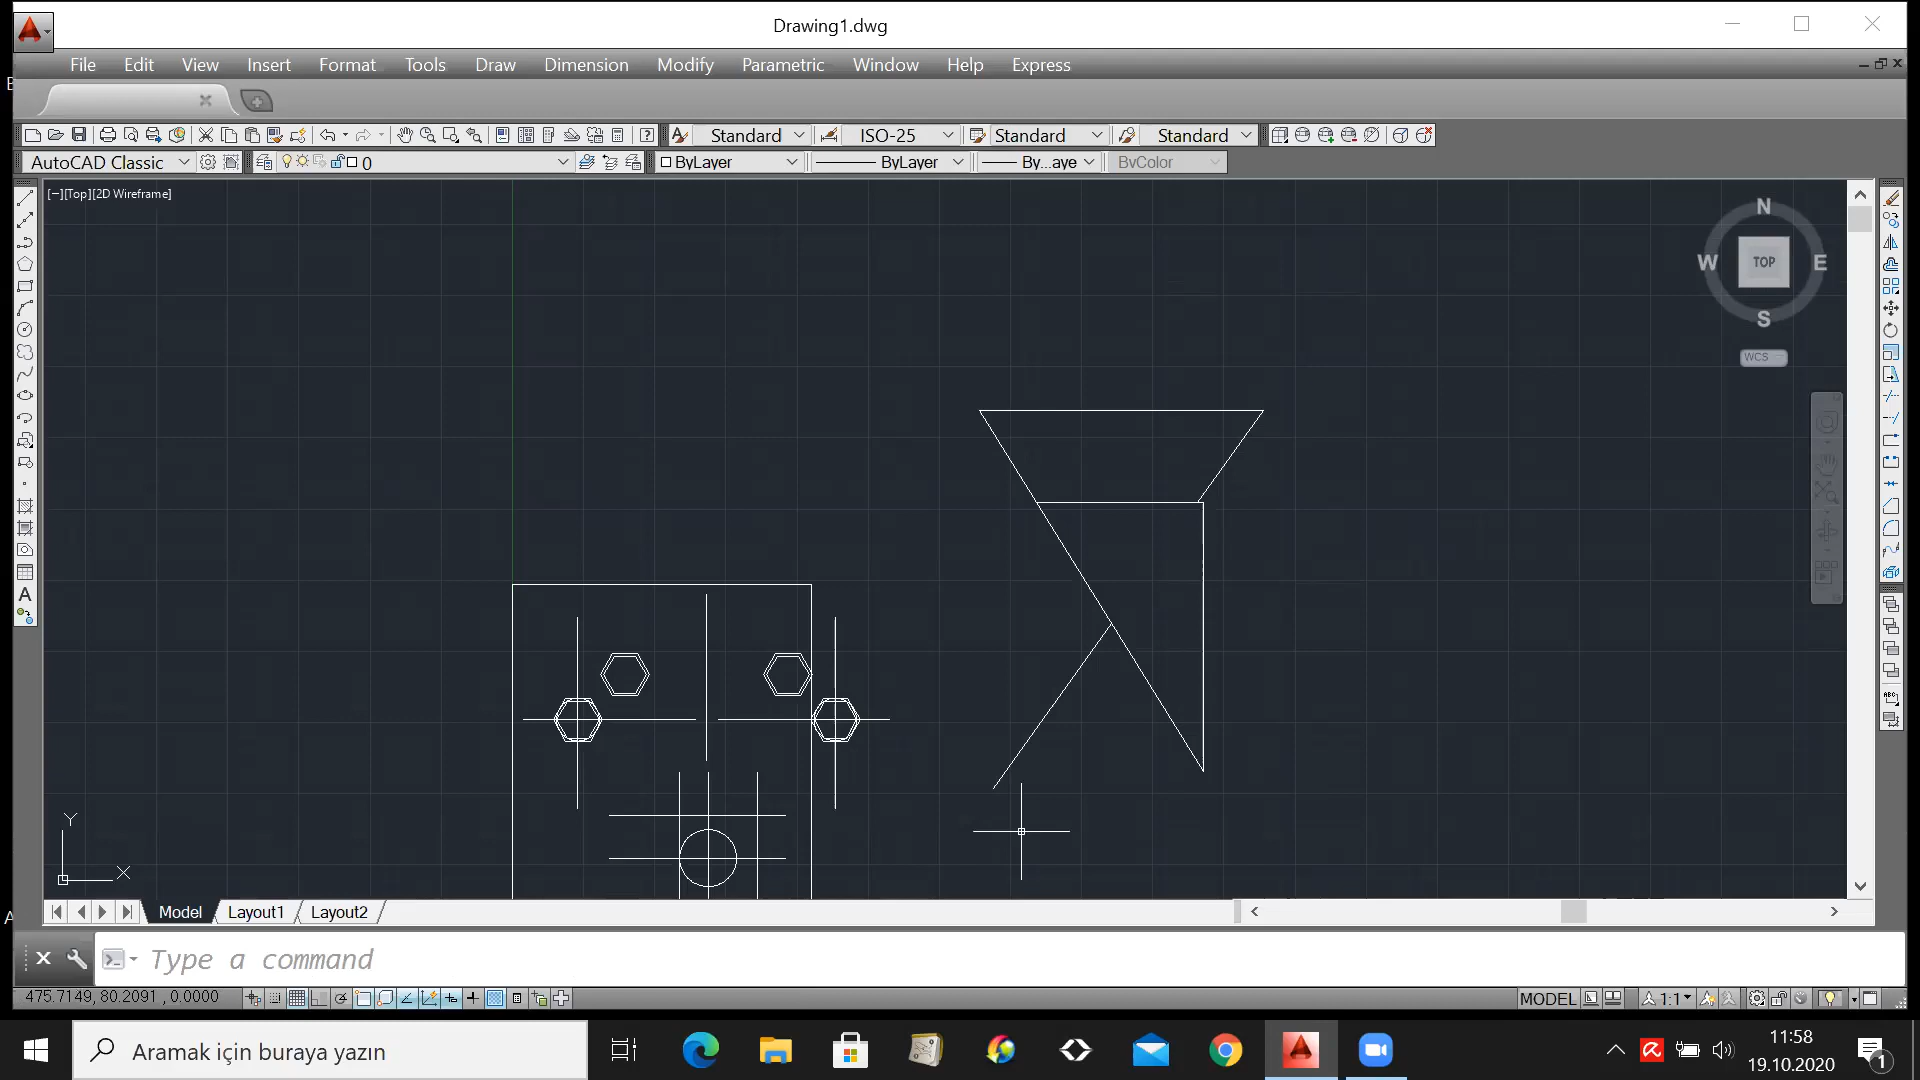 Drawing1.dwg
File Edit View Insert Format Tools Draw Dimension Modify Parametric Window Help Express
Standard ISO-25 Standard Standard
AutoCAD Classic 0 ByLayer ByLayer By...aye ByColor
[−][Top][2D Wireframe]
N
W TOP E
S
WCS
Y
X
Model Layout1 Layout2
Type a command
475.7149, 80.2091 , 0.0000 MODEL 1:1
Aramak için buraya yazın
11:58
19.10.2020
1